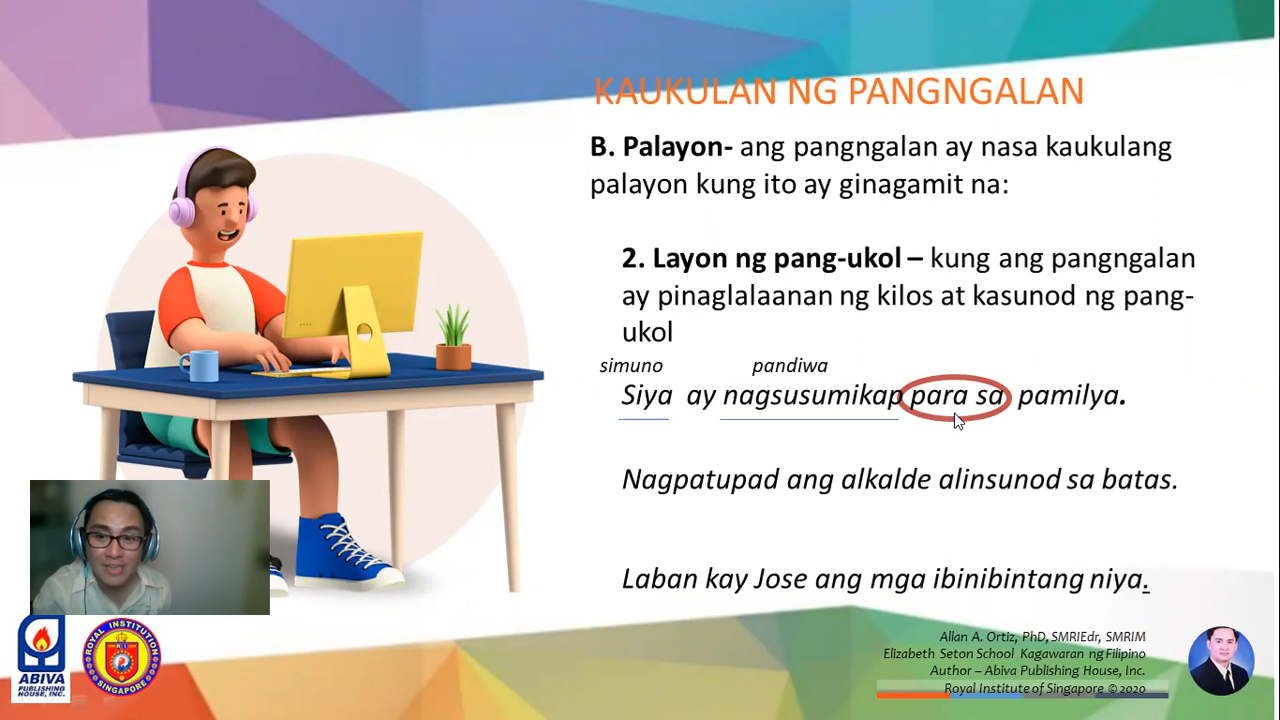 KAUKULAN NG PANGNGALAN
B. Palayon- ang pangngalan ay nasa kaukulang
palayon kung ito ay ginagamit na:
2. Layon ng pang-ukol – kung ang pangngalan
ay pinaglalaanan ng kilos at kasunod ng pang-
ukol
simuno pandiwa
Siya ay nagsusumikap para sa pamilya.
Nagpatupad ang alkalde alinsunod sa batas.
Laban kay Jose ang mga ibinibintang niya.
ABIVA
PUBLISHING
HOUSE, INC.
ROYAL INSTITUTION
SINGAPORE
Allan A. Ortiz, PhD, SMRIEdr, SMRIM
Elizabeth Seton School Kagawaran ng Filipino
Author – Abiva Publishing House, Inc.
Royal Institute of Singapore © 2020